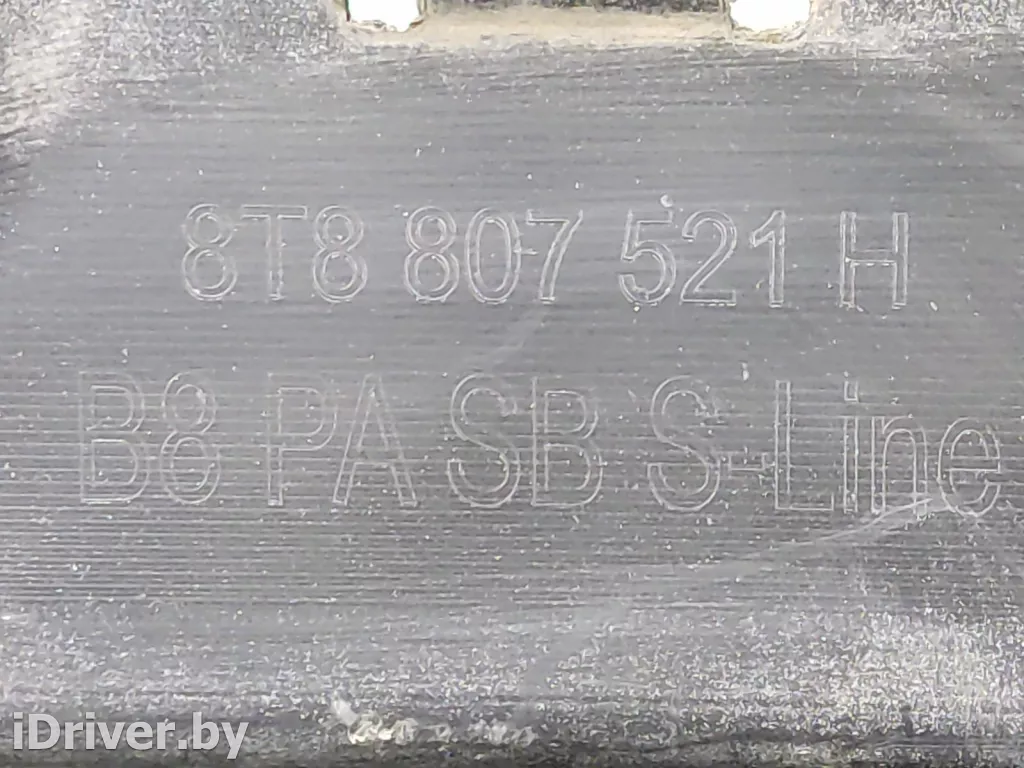 8T8 807 521 H
B8 PA SB S-Line
iDriver.by